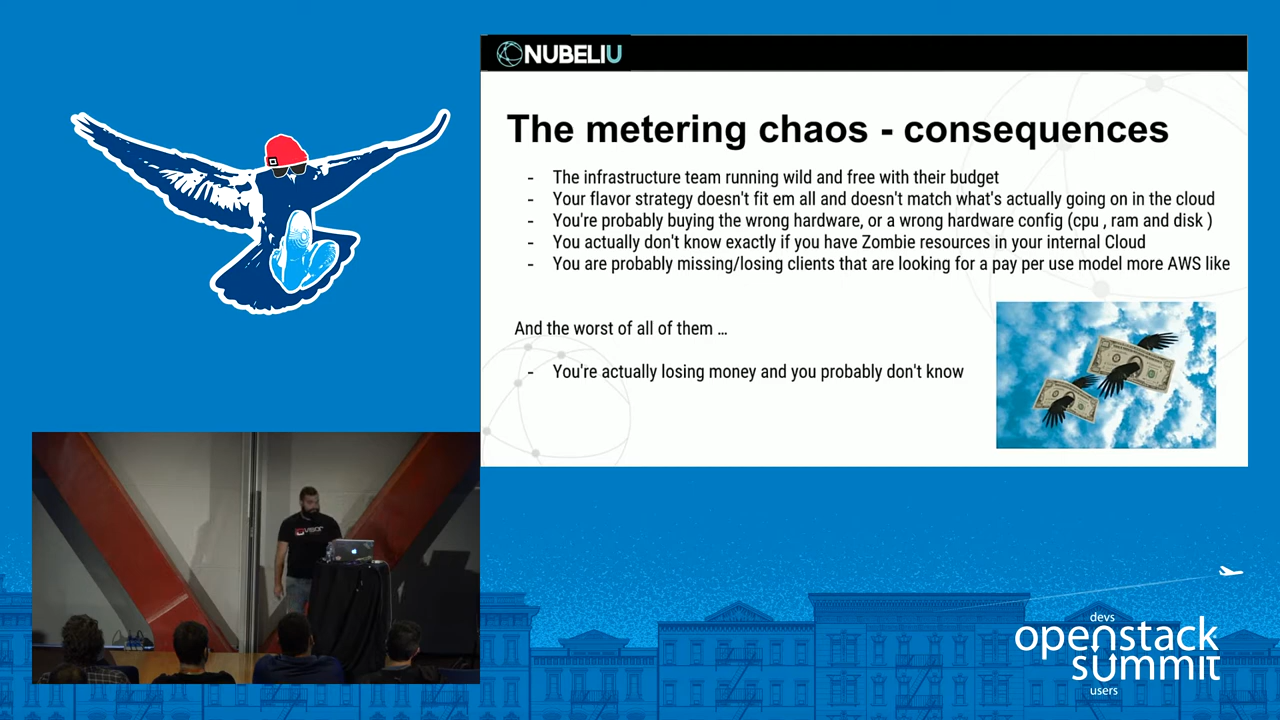 NUBELIU
The metering chaos - consequences
- The infrastructure team running wild and free with their budget
- Your flavor strategy doesn't fit em all and doesn't match what's actually going on in the cloud
- You're probably buying the wrong hardware, or a wrong hardware config (cpu , ram and disk )
- You actually don't know exactly if you have Zombie resources in your internal Cloud
- You are probably missing/losing clients that are looking for a pay per use model more AWS like
And the worst of all of them ...
- You're actually losing money and you probably don't know
devs
openstack
summit
users